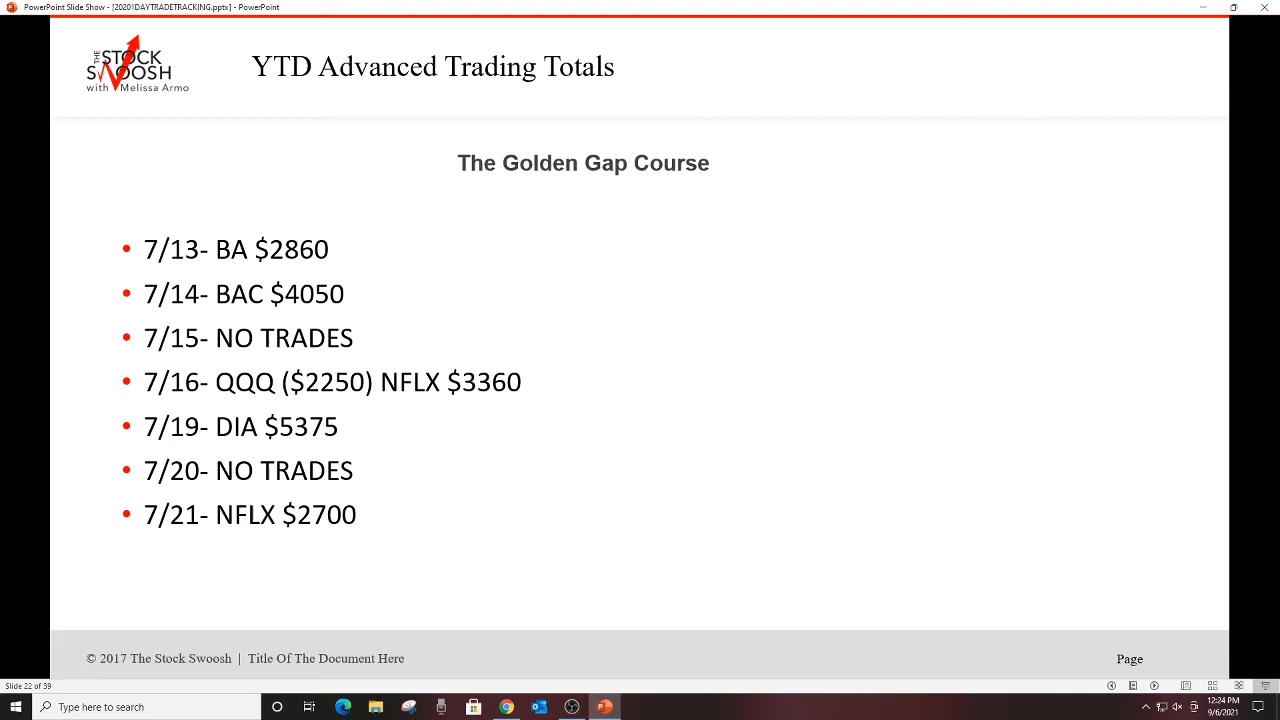 PowerPoint Slide Show - [20201DAYTRADETRACKING.pptx] - PowerPoint
THE STOCK
SWOOSH
with Melissa Armo
YTD Advanced Trading Totals
The Golden Gap Course
• 7/13- BA $2860
• 7/14- BAC $4050
• 7/15- NO TRADES
• 7/16- QQQ ($2250) NFLX $3360
• 7/19- DIA $5375
• 7/20- NO TRADES
• 7/21- NFLX $2700
© 2017 The Stock Swoosh | Title Of The Document Here
Page
Slide 22 of 39
Type here to search
12:24 PM
9/6/2021